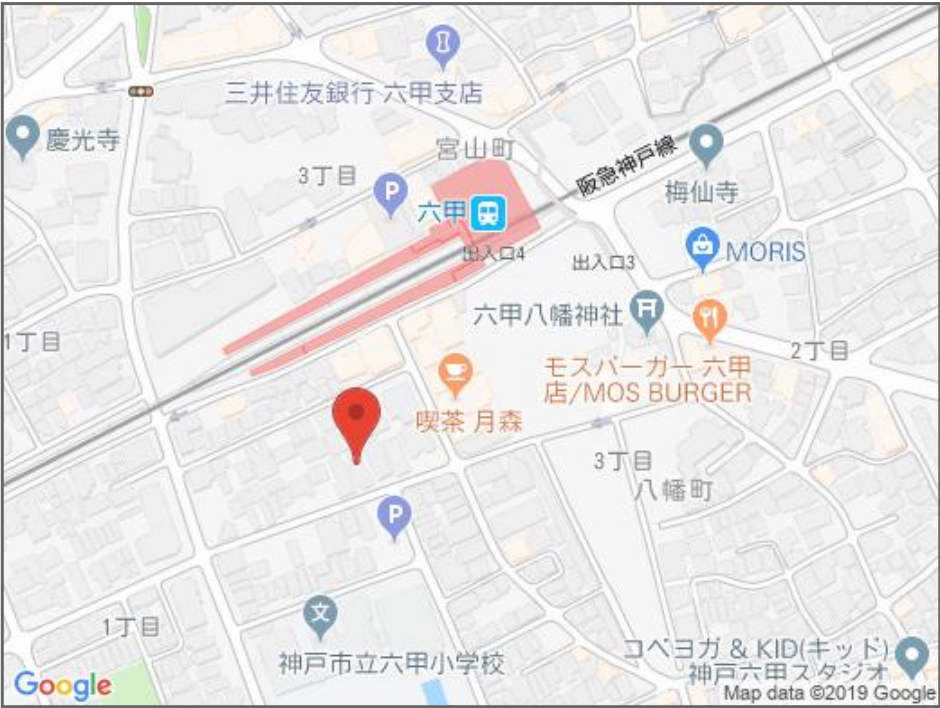 三井住友銀行 六甲支店
慶光寺
宮山町
阪急神戸線
3丁目
P
梅仙寺
六甲
出入口4
出入口3
MORIS
六甲八幡神社
1丁目
2丁目
モスバーガー 六甲
店/MOS BURGER
喫茶 月森
3丁目
八幡町
P
文
1丁目
神戸市立六甲小学校
コベヨガ & KID(キッド)
神戸六甲スタジオ
Google
Map data ©2019 Google